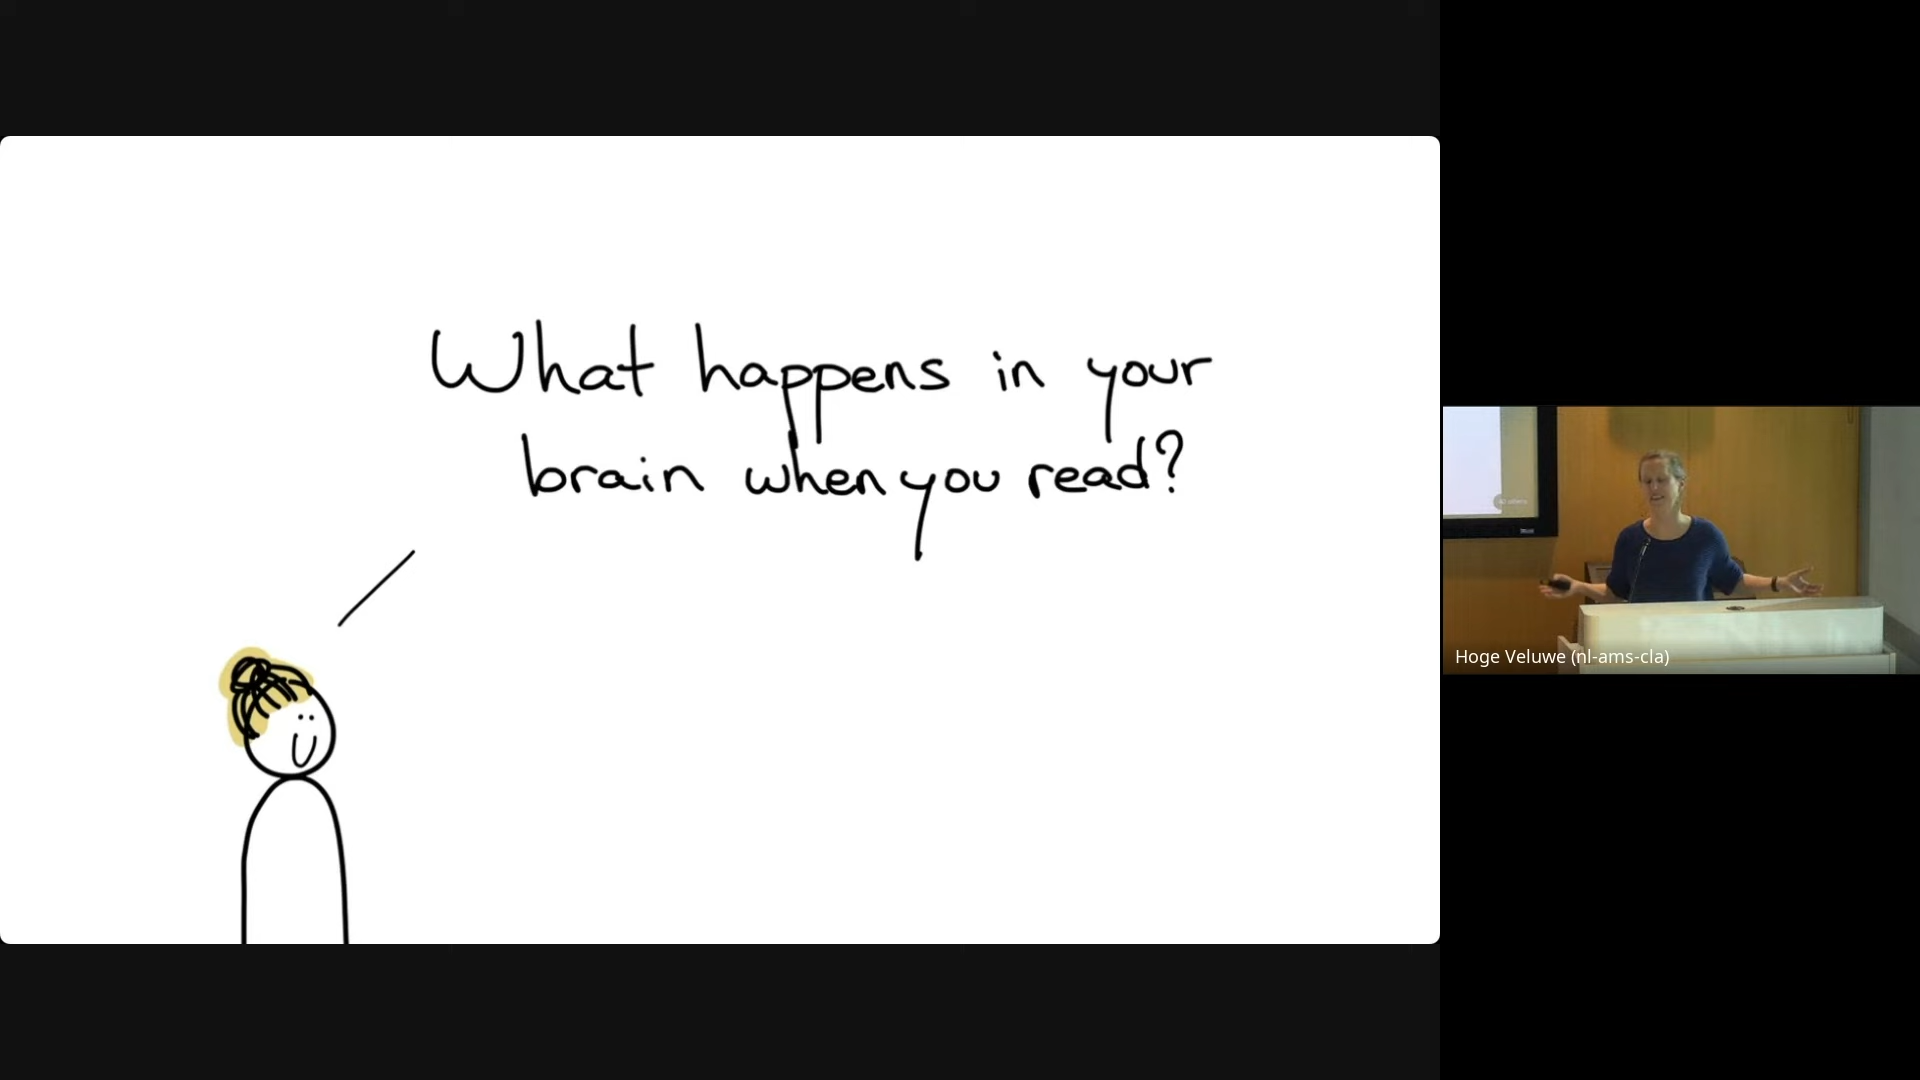 What happens in your
brain when you read?
Hoge Veluwe (nl-ams-cla)